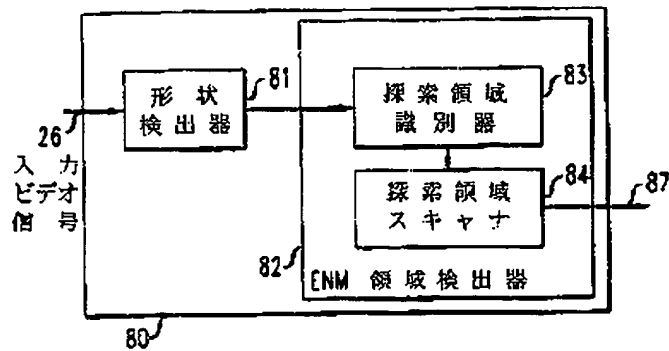 81
形状
検出器
83
探索領域
識別器
26
入力
ビデオ
信号
84
探索領域
スキャナ
87
82
ENM 領域検出器
80